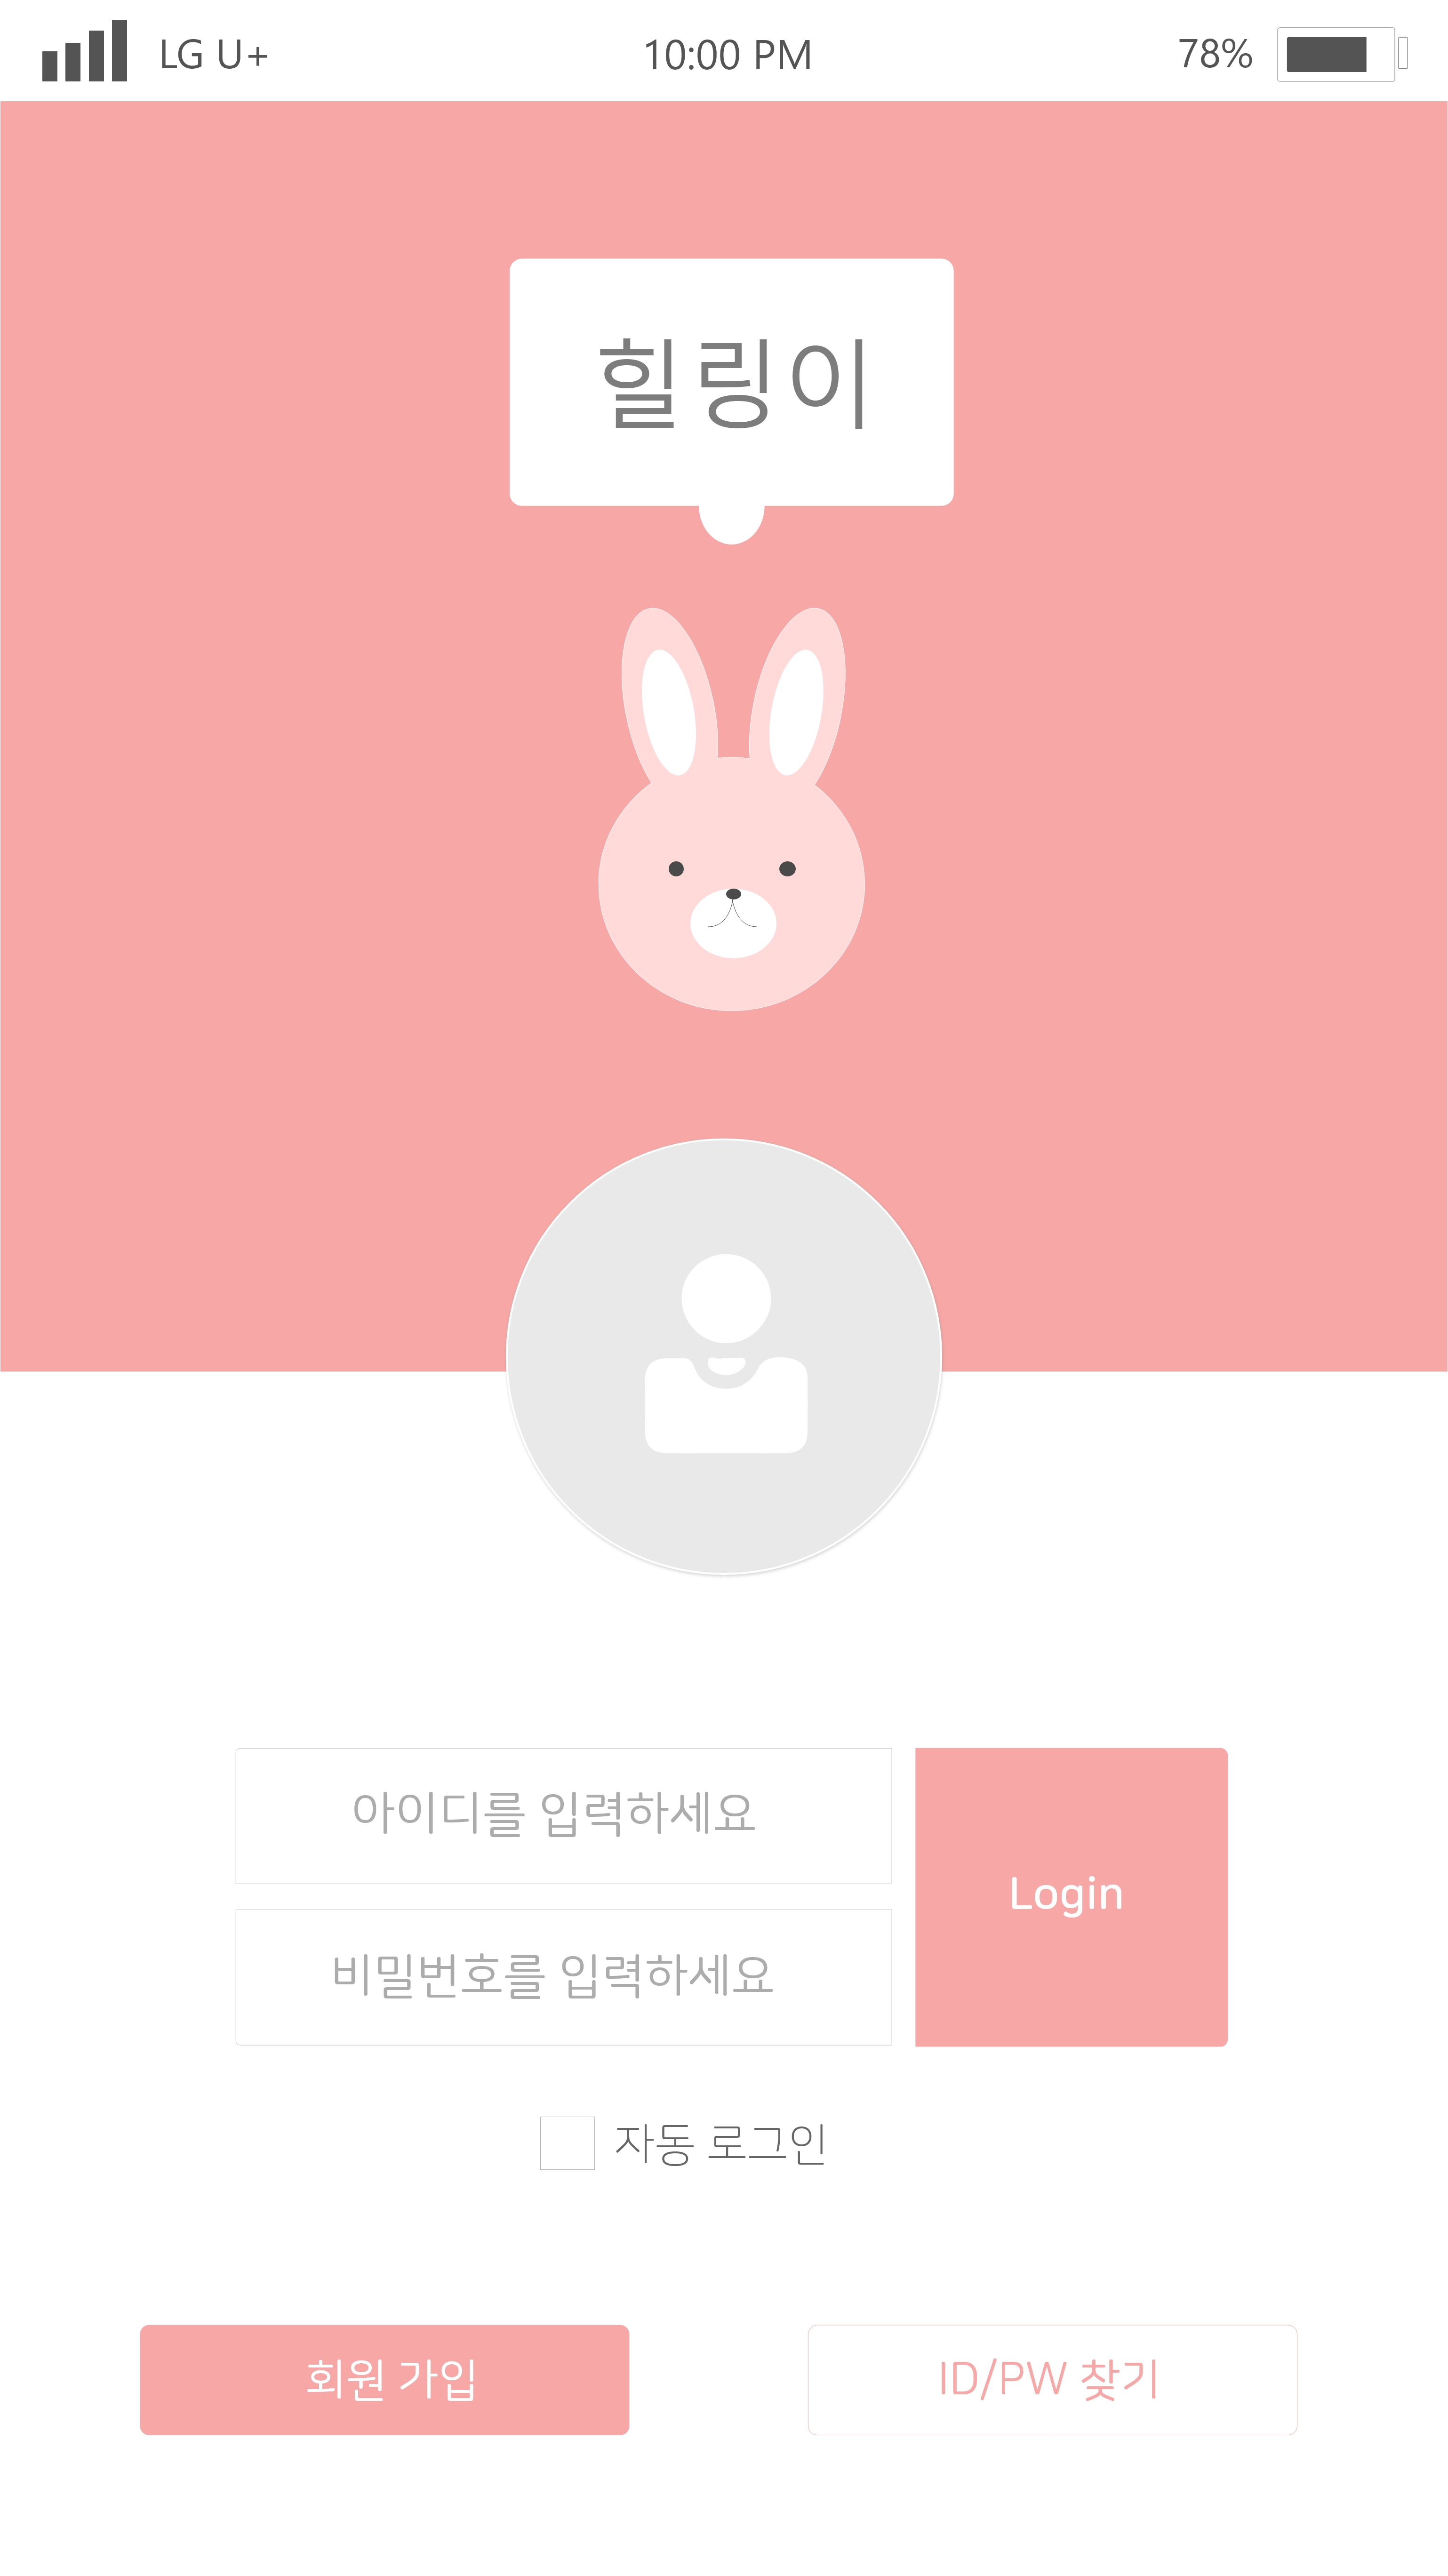 LG U+
10:00 PM
78%
힐링이
아이디를 입력하세요
비밀번호를 입력하세요
Login
자동 로그인
회원 가입
ID/PW 찾기